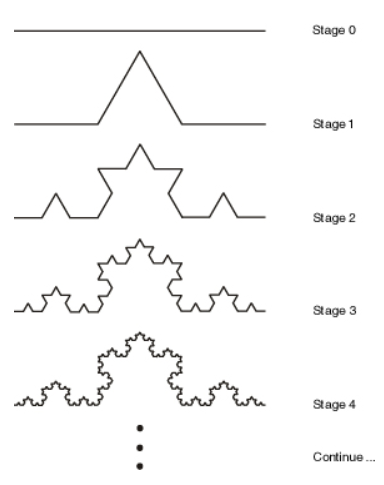 Stage 0
Stage 1
Stage 2
Stage 3
Stage 4
Continue ...